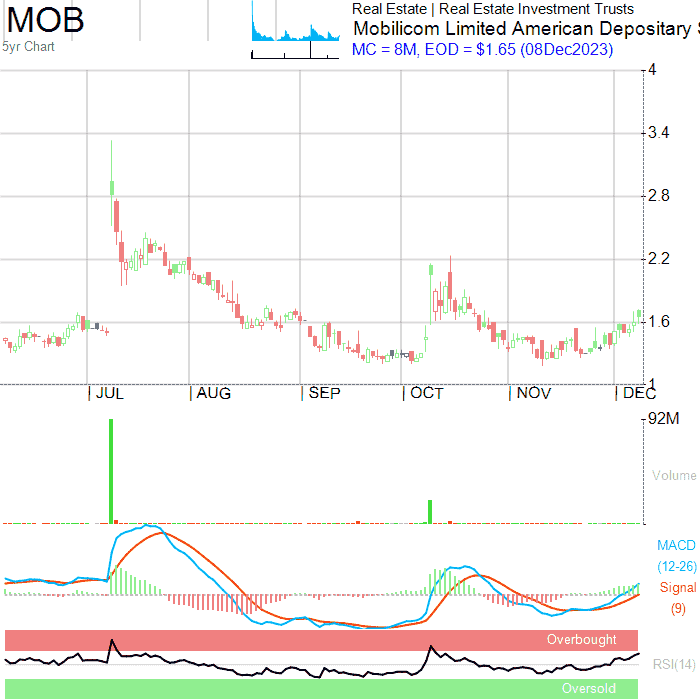 MOB
5yr Chart
Real Estate | Real Estate Investment Trusts
Mobilicom Limited American Depositary S
MC = 8M, EOD = $1.65 (08Dec2023)
4
3.4
2.8
2.2
1.6
1
JUL AUG SEP OCT NOV DEC
92M
Volume
MACD
(12-26)
Signal
(9)
Overbought
RSI(14)
Oversold